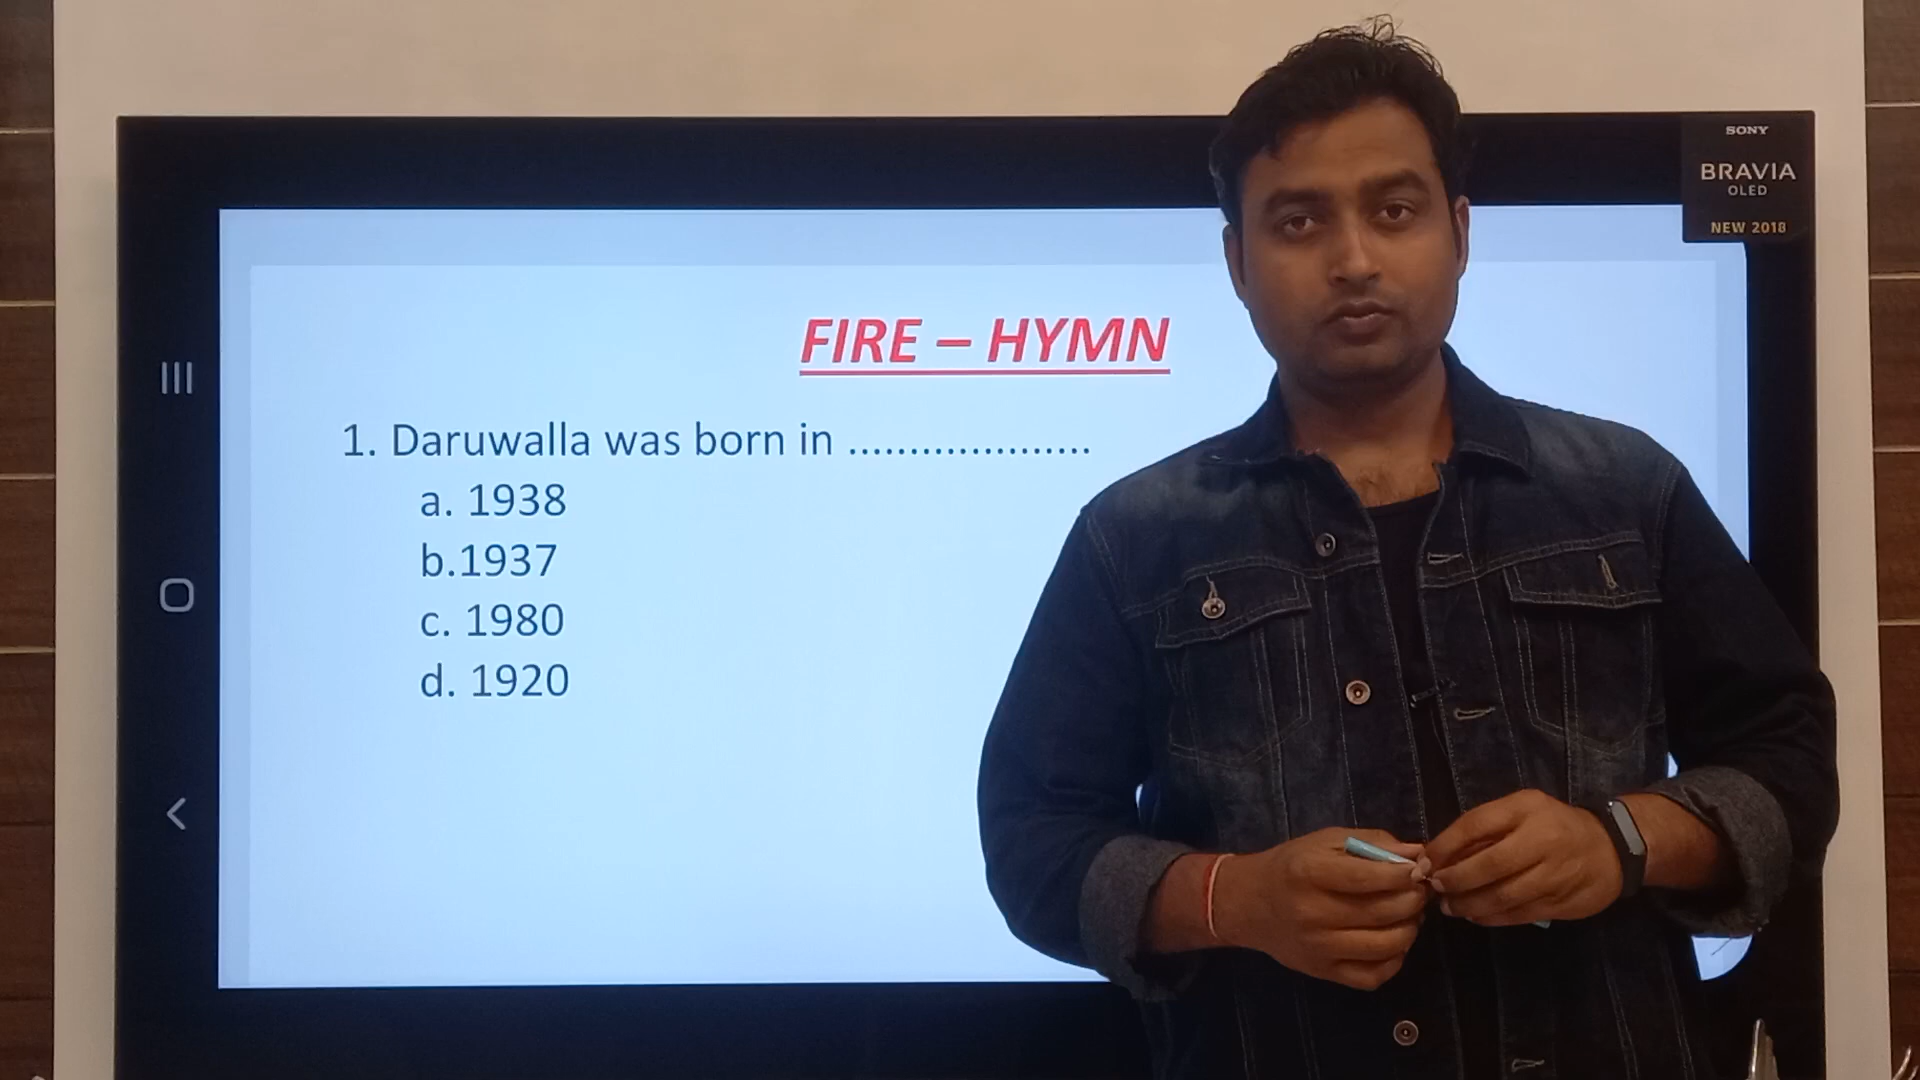 SONY
BRAVIA
OLED
NEW 2018
FIRE – HYMN
1. Daruwalla was born in ....................
a. 1938
b.1937
c. 1980
d. 1920